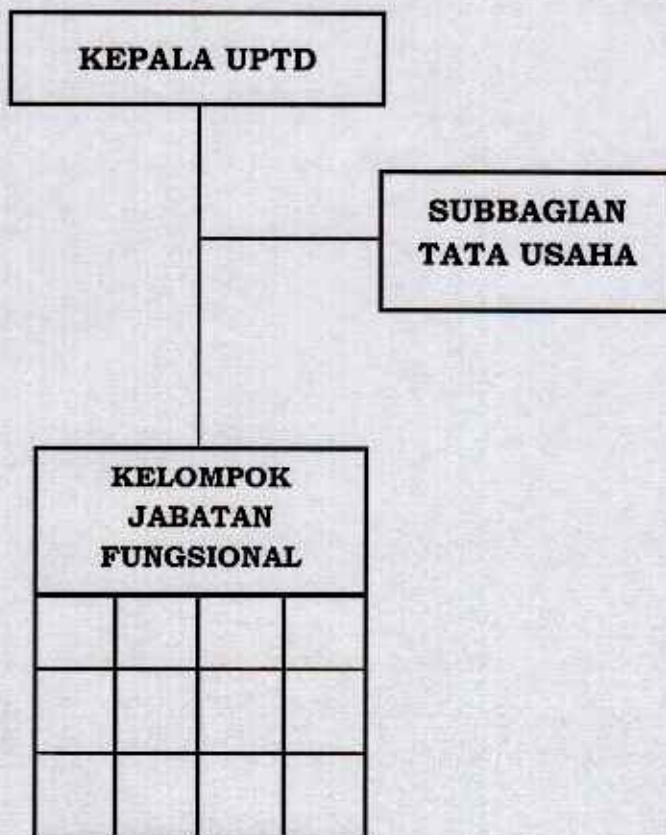 KEPALA UPTD
SUBBAGIAN
TATA USAHA
KELOMPOK
JABATAN
FUNGSIONAL